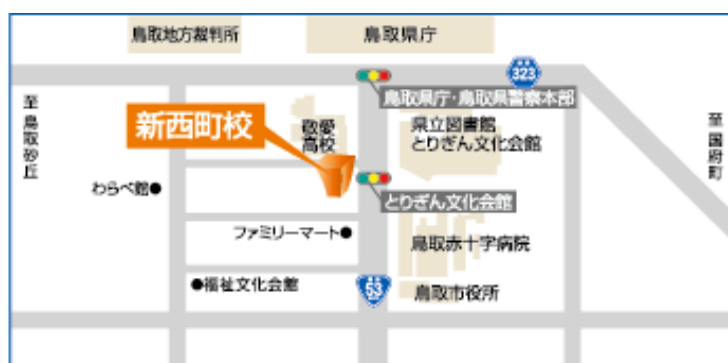 鳥取地方裁判所
鳥取県庁
323
鳥取県庁・鳥取県警察本部
至鳥取砂丘
新西町校
敬愛
高校
県立図書館
とりぎん文化会館
至国府町
わらべ館
とりぎん文化会館
ファミリーマート
鳥取赤十字病院
福祉文化会館
53
鳥取市役所